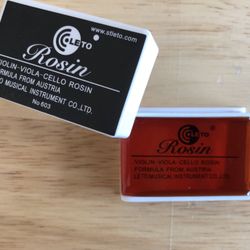 LETO
www.stleto.com
Rosin
VIOLIN-VIOLA-CELLO ROSIN
FORMULA FROM AUSTRIA
LETO MUSICAL INSTRUMENT CO.,LTD.
No 603
LETO
Rosin
VIOLIN-VIOLA-CELLO ROSIN
FORMULA FROM AUSTRIA
LETO MUSICAL INSTRUMENT CO.,LTD.